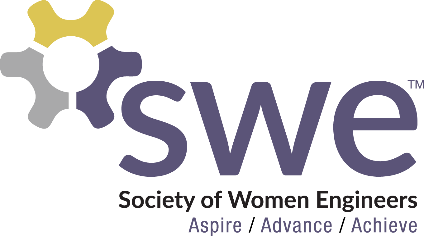 swe™
Society of Women Engineers
Aspire / Advance / Achieve